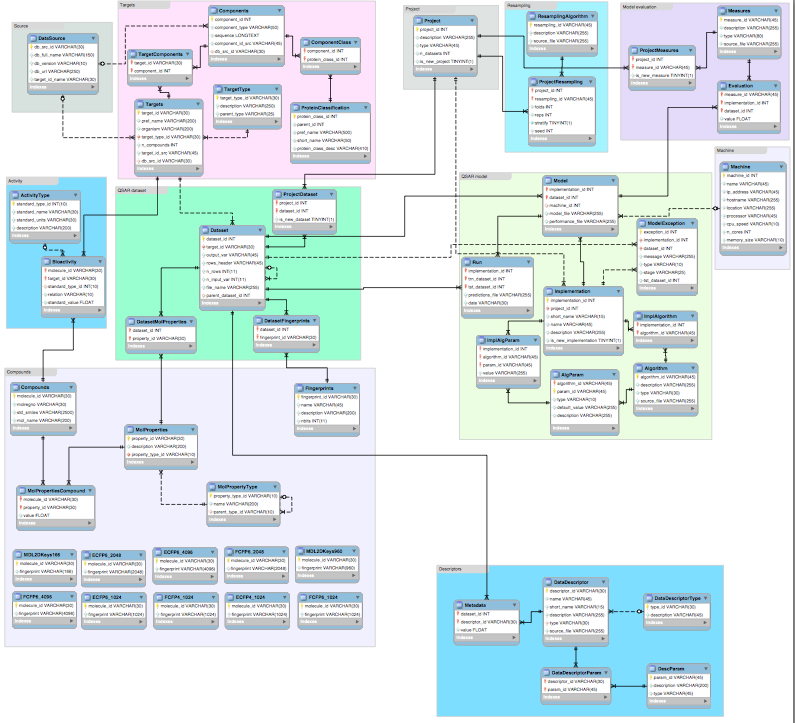 Source
DataSource
db_src_id VARCHAR(30)
db_full_name VARCHAR(150)
db_version VARCHAR(10)
db_url VARCHAR(250)
target_id_name VARCHAR(30)
Indexes
Targets
Components
component_id INT
component_type VARCHAR(50)
sequence LONGTEXT
component_id_src VARCHAR(45)
db_src_id VARCHAR(30)
Indexes
TargetComponents
target_id VARCHAR(30)
component_id INT
Indexes
ComponentClass
component_id INT
protein_class_id INT
Indexes
TargetType
target_type VARCHAR(30)
description VARCHAR(250)
parent_type VARCHAR(25)
Indexes
Targets
target_id VARCHAR(30)
pref_name VARCHAR(200)
organism VARCHAR(200)
target_type_id VARCHAR(30)
n_compounds INT
target_id_src VARCHAR(45)
db_src_id VARCHAR(30)
Indexes
ProteinClassification
protein_class_id INT
parent_id INT
pref_name VARCHAR(500)
short_name VARCHAR(50)
protein_class_desc VARCHAR(410)
Indexes
Project
Project
project_id INT
description VARCHAR(255)
type VARCHAR(45)
n_datasets INT
is_new_project TINYINT(1)
Indexes
Resampling
ResamplingAlgorithm
resampling_id VARCHAR(45)
description VARCHAR(255)
source_file VARCHAR(255)
Indexes
ProjectResampling
project_id INT
resampling_id VARCHAR(45)
folds INT
reps INT
stratify TINYINT(1)
seed INT
Indexes
Model evaluation
Measures
measure_id VARCHAR(45)
description VARCHAR(255)
type VARCHAR(80)
source_file VARCHAR(255)
Indexes
ProjectMeasures
project_id INT
measure_id VARCHAR(45)
is_new_measure TINYINT(1)
Indexes
Evaluation
measure_id VARCHAR(45)
implementation_id INT
dataset_id INT
value FLOAT
Indexes
Machine
Machine
machine_id INT
name VARCHAR(45)
ip_address VARCHAR(45)
hostname VARCHAR(255)
location VARCHAR(255)
processor VARCHAR(45)
cpu_speed VARCHAR(10)
n_cores INT
memory_size VARCHAR(10)
Indexes
Activity
ActivityType
standard_type_id INT(10)
standard_name VARCHAR(30)
standard_units VARCHAR(30)
description VARCHAR(200)
Indexes
Bioactivity
molecule_id VARCHAR(30)
target_id VARCHAR(30)
standard_type_id INT(10)
relation VARCHAR(10)
standard_value FLOAT
Indexes
QSAR dataset
ProjectDataset
project_id INT
dataset_id INT
is_new_dataset TINYINT(1)
Indexes
Dataset
dataset_id INT
target_id VARCHAR(30)
output_var VARCHAR(45)
rows_header VARCHAR(45)
n_rows INT(11)
n_input_var INT(11)
file_name VARCHAR(255)
parent_dataset_id INT
Indexes
DatasetMolProperties
dataset_id INT
property_id VARCHAR(30)
Indexes
DatasetFingerprints
dataset_id INT
fingerprint_id VARCHAR(30)
Indexes
QSAR model
Model
implementation_id INT
dataset_id INT
machine_id INT
model_file VARCHAR(255)
performance_file VARCHAR(255)
Indexes
ModelException
exception_id INT
implementation_id INT
dataset_id INT
message VARCHAR(255)
type VARCHAR(10)
stage VARCHAR(25)
tst_dataset_id INT
Indexes
Run
implementation_id INT
trn_dataset_id INT
tst_dataset_id INT
predictions_file VARCHAR(255)
date VARCHAR(30)
Indexes
Implementation
implementation_id INT
project_id INT
short_name VARCHAR(15)
name VARCHAR(45)
description VARCHAR(255)
is_new_implementation TINYINT(1)
Indexes
ImplAlgorithm
implementation_id INT
algorithm_id VARCHAR(45)
Indexes
ImplAlgParam
implementation_id INT
algorithm_id VARCHAR(45)
param_id VARCHAR(45)
value VARCHAR(255)
Indexes
AlgParam
algorithm_id VARCHAR(45)
param_id VARCHAR(45)
type VARCHAR(10)
default_value VARCHAR(255)
description VARCHAR(255)
Indexes
Algorithm
algorithm_id VARCHAR(45)
description VARCHAR(255)
type VARCHAR(30)
source_file VARCHAR(255)
Indexes
Compounds
Compounds
molecule_id VARCHAR(30)
molregno VARCHAR(30)
std_smiles VARCHAR(2500)
mol_name VARCHAR(200)
Indexes
Fingerprints
fingerprint_id VARCHAR(30)
name VARCHAR(45)
description VARCHAR(200)
nbits INT(11)
Indexes
MolProperties
property_id VARCHAR(30)
description VARCHAR(200)
property_type_id VARCHAR(10)
Indexes
MolPropertiesCompound
molecule_id VARCHAR(30)
property_id VARCHAR(30)
value FLOAT
Indexes
MolPropertyType
property_type_id VARCHAR(10)
name VARCHAR(200)
parent_type_id VARCHAR(10)
Indexes
MDL2DKeys166
molecule_id VARCHAR(30)
fingerprint VARCHAR(166)
Indexes
ECFP6_2048
molecule_id VARCHAR(30)
fingerprint VARCHAR(2048)
Indexes
ECFP6_4096
molecule_id VARCHAR(30)
fingerprint VARCHAR(4096)
Indexes
FCFP6_2048
molecule_id VARCHAR(30)
fingerprint VARCHAR(2048)
Indexes
MDL2DKeys960
molecule_id VARCHAR(30)
fingerprint VARCHAR(960)
Indexes
FCFP6_4096
molecule_id VARCHAR(30)
fingerprint VARCHAR(4096)
Indexes
ECFP6_1024
molecule_id VARCHAR(30)
fingerprint VARCHAR(1024)
Indexes
FCFP4_1024
molecule_id VARCHAR(30)
fingerprint VARCHAR(1024)
Indexes
ECFP4_1024
molecule_id VARCHAR(30)
fingerprint VARCHAR(1024)
Indexes
FCFP6_1024
molecule_id VARCHAR(30)
fingerprint VARCHAR(1024)
Indexes
Descriptors
Metadata
dataset_id INT
descriptor_id VARCHAR(30)
value FLOAT
Indexes
DataDescriptor
descriptor_id VARCHAR(30)
name VARCHAR(45)
short_name VARCHAR(15)
description VARCHAR(255)
type VARCHAR(30)
source_file VARCHAR(255)
Indexes
DataDescriptorType
type_id VARCHAR(30)
description VARCHAR(45)
Indexes
DataDescriptorParam
descriptor_id VARCHAR(30)
param_id VARCHAR(45)
Indexes
DescParam
param_id VARCHAR(45)
description VARCHAR(200)
type VARCHAR(45)
Indexes